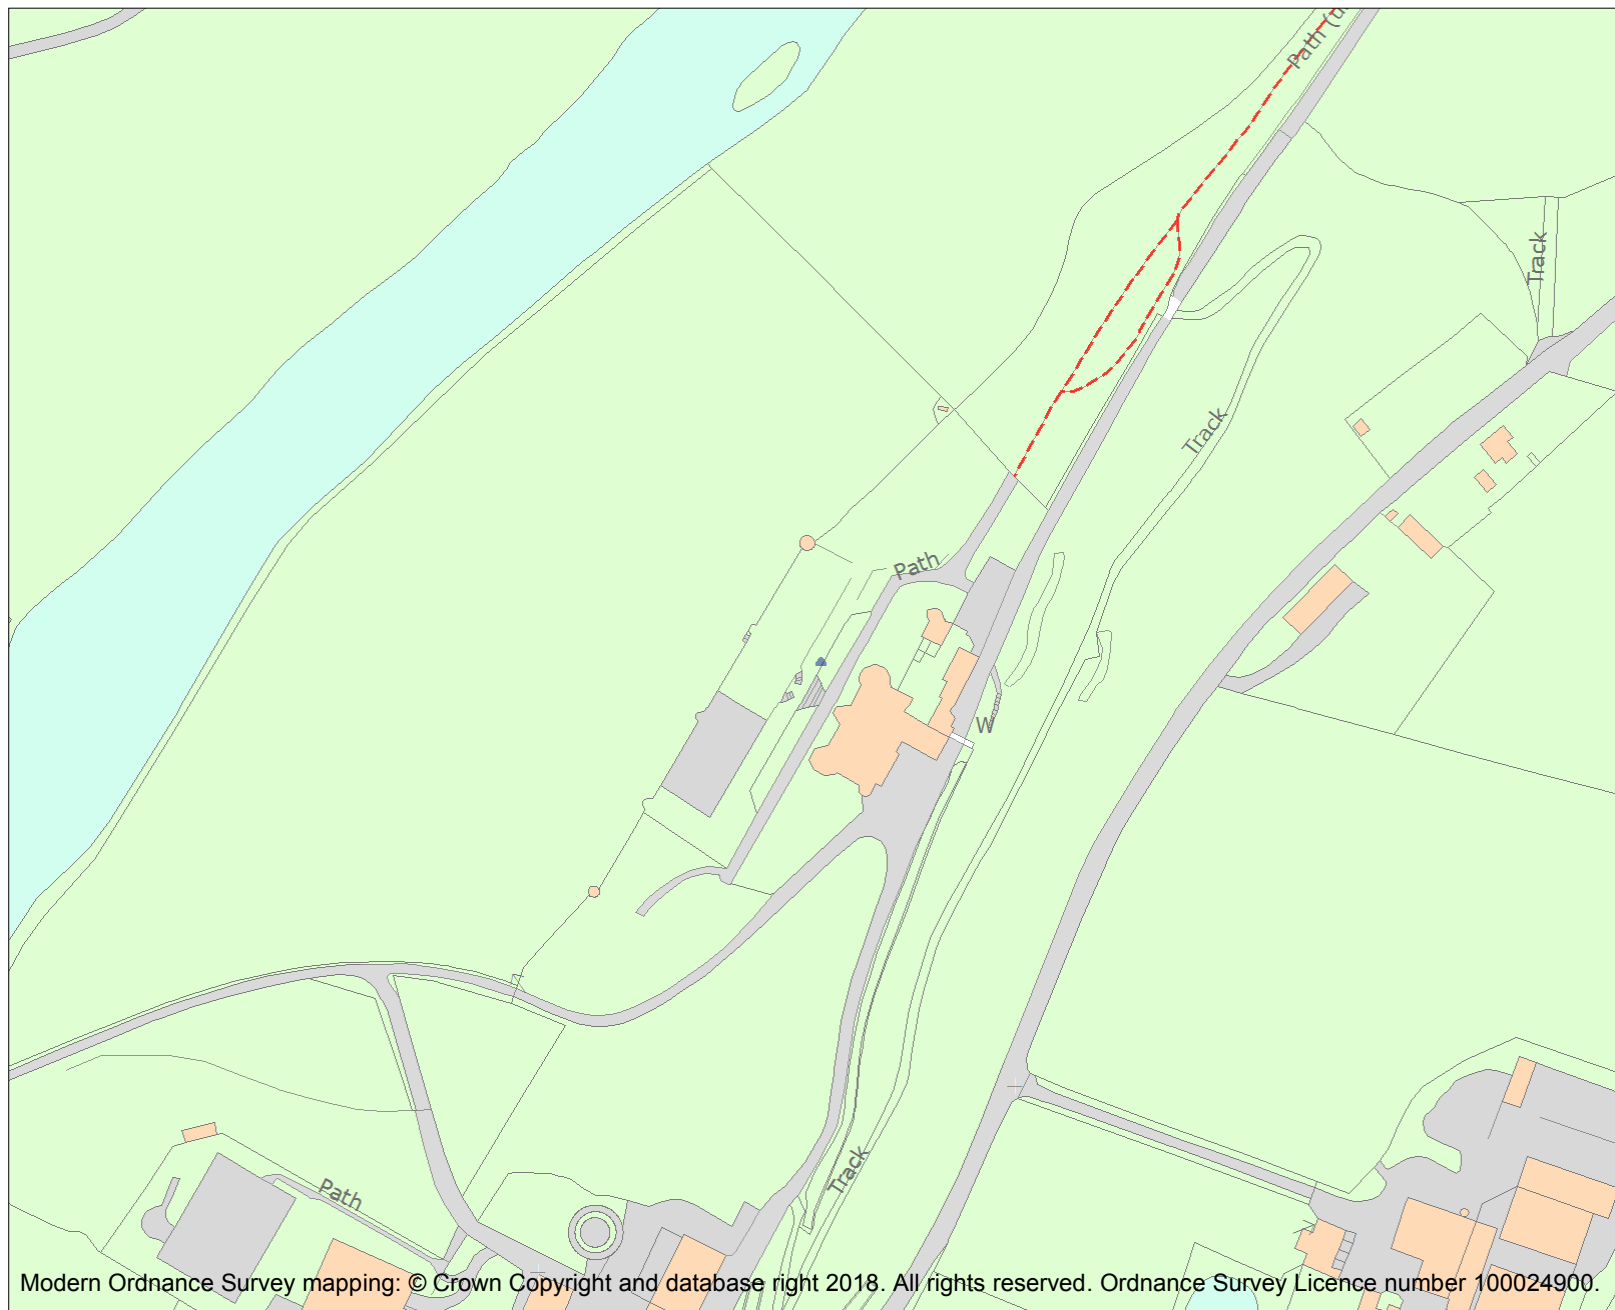 Path (u
Track
Track
Path
W
Track
Path
Modern Ordnance Survey mapping: © Crown Copyright and database right 2018. All rights reserved. Ordnance Survey Licence number 100024900.